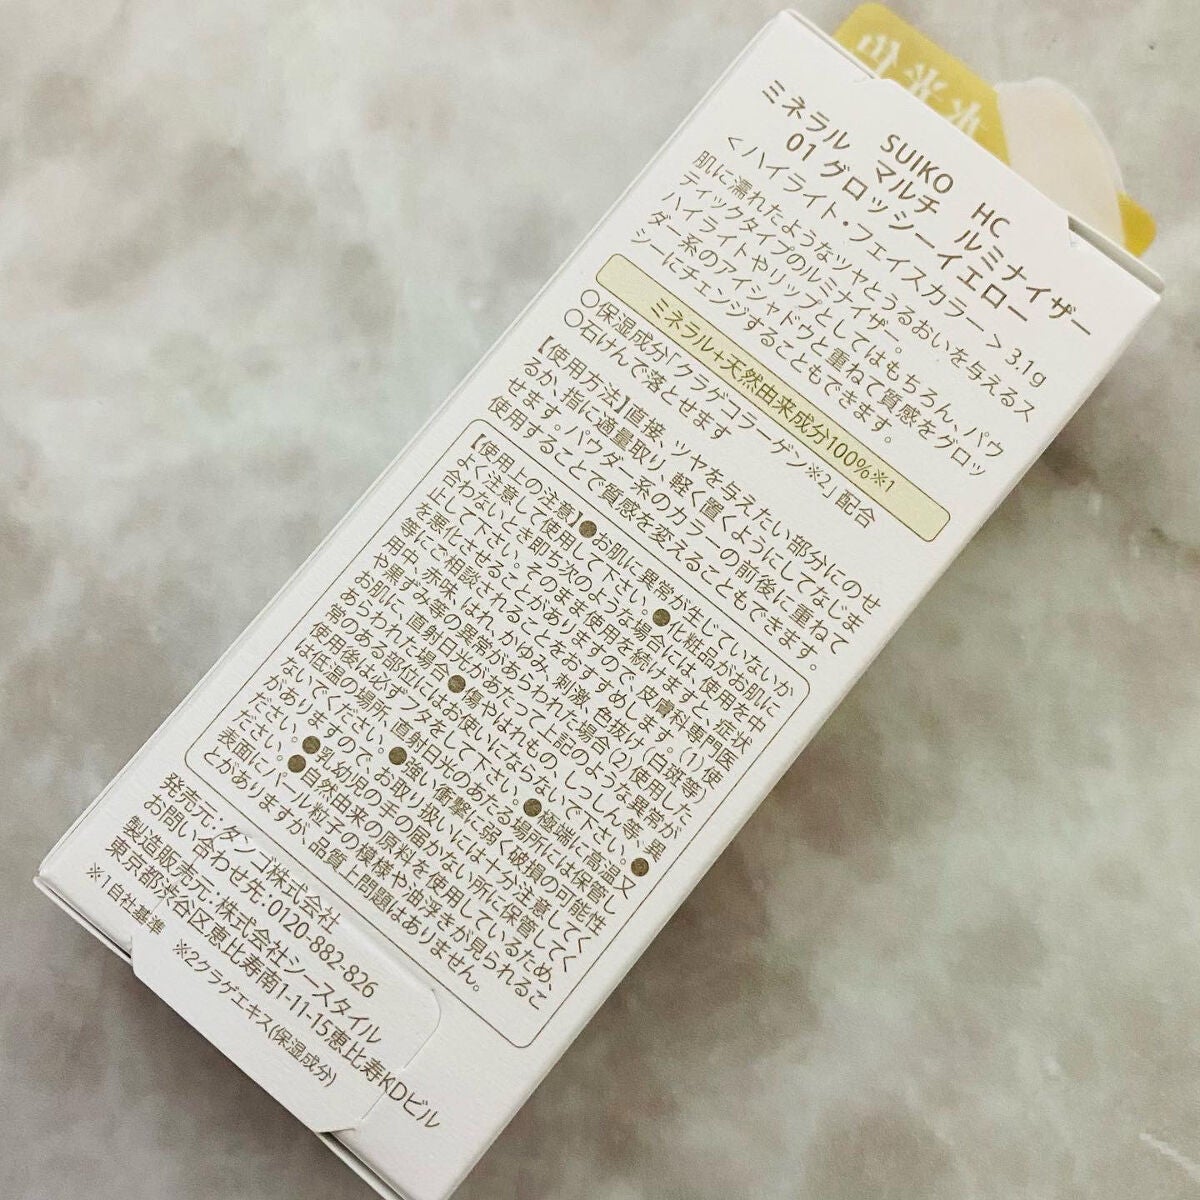 水光色
SUIKO HC
ミネラル マルチ ルミナイザー
01 グロッシーイエロー
<ハイライト・フェイスカラー> 3.1g
肌に濡れたようなツヤとうるおいを与えるス
ティックタイプのルミナイザー。
ハイライトやリップとしてはもちろん、パウ
ダー系のアイシャドウと重ねて質感をグロッ
シーにチェンジすることもできます。
ミネラル+天然由来成分100%※1
○保湿成分「クラゲコラーゲン※2」配合
○石けんで落とせます
【使用方法】直接、ツヤを与えたい部分にのせ
るか、指に適量取り、軽く置くようにしてなじま
せます。パウダー系のカラーの前後に重ねて
使用することで質感を変えることもできます。
【使用上の注意】●お肌に異常が生じていないか
よく注意して使用して下さい。●化粧品がお肌に
合わないとき即ち次のような場合には、使用を中
止して下さい。そのまま使用を続けますと、症状
を悪化させることがありますので、皮膚科専門医
等にご相談されることをおすすめします。(1)使
用中、赤味、はれ、かゆみ、刺激、色抜け(白斑等)
や黒ずみ等の異常があらわれた場合(2)使用した
お肌に、直射日光があたって上記のような異常が
あらわれた場合●傷やはれもの、しっしん等、異
常のある部位にはお使いにならないで下さい。●
使用後は必ずフタをして下さい。●極端に高温又
は低温の場所、直射日光のあたる場所には保管し
ないでください。●強い衝撃に弱く破損の可能性
がありますので、お取り扱いには十分注意してく
ださい。●乳幼児の手の届かない所に保管してく
ださい。●自然由来の原料を使用しているため、
表面にパール粒子の模様や油浮きが見られるこ
とがありますが、品質上問題はありません。
発売元:タンゴ株式会社
お問い合わせ先:0120-882-826
製造販売元:株式会社シースタイル
東京都渋谷区恵比寿南1-11-15恵比寿KDビル
※1自社基準 ※2クラゲエキス(保湿成分)